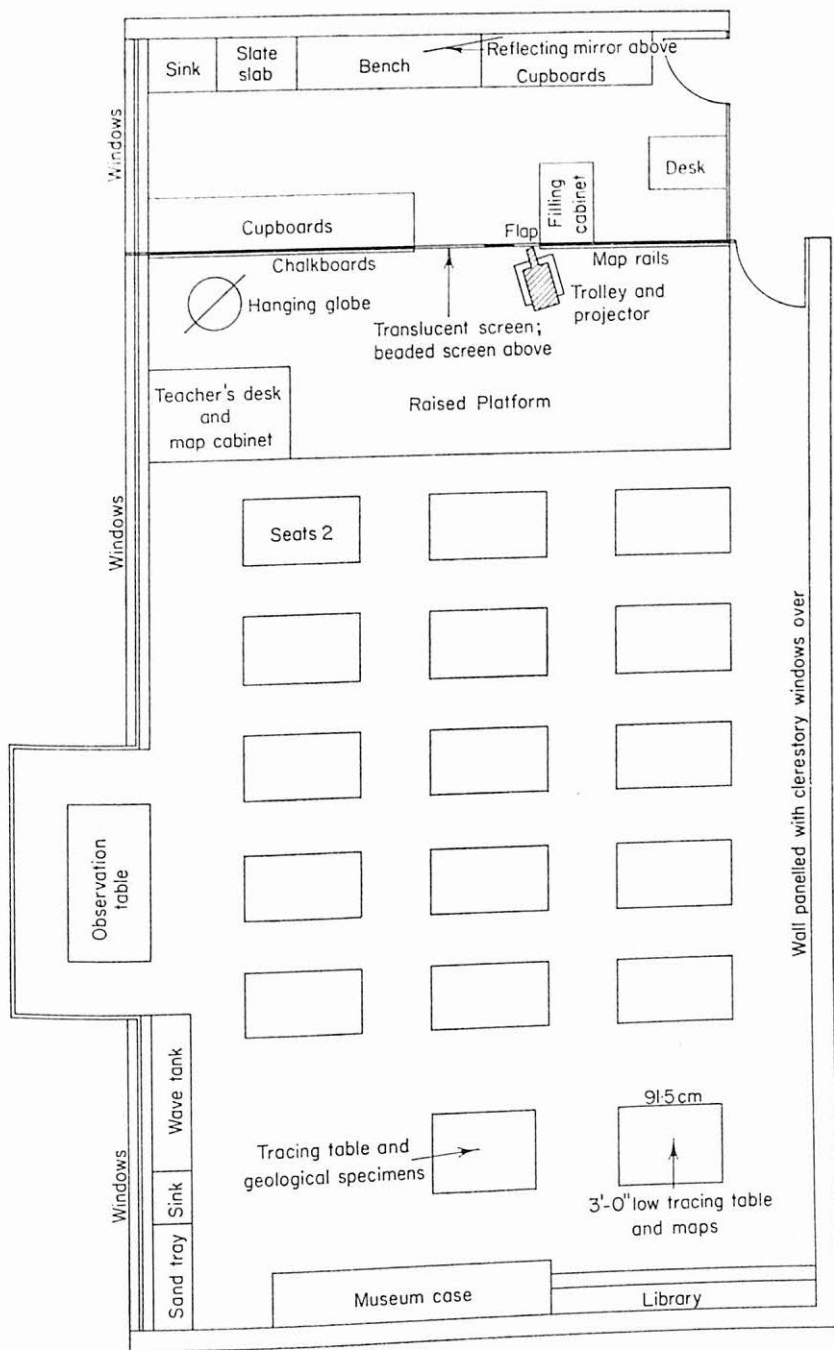 Reflecting mirror above
Sink
Slate
slab
Bench
Cupboards
Windows
Desk
Filling
cabinet
Cupboards
Flap
Chalkboards
Map rails
Hanging globe
Trolley and
projector
Translucent screen;
beaded screen above
Teacher's desk
and
map cabinet
Raised Platform
Windows
Seats 2
Wall panelled with clerestory windows over
Observation
table
Wave tank
91·5 cm
Tracing table and
geological specimens
Windows
Sink
3'-0" low tracing table
and maps
Sand tray
Museum case
Library